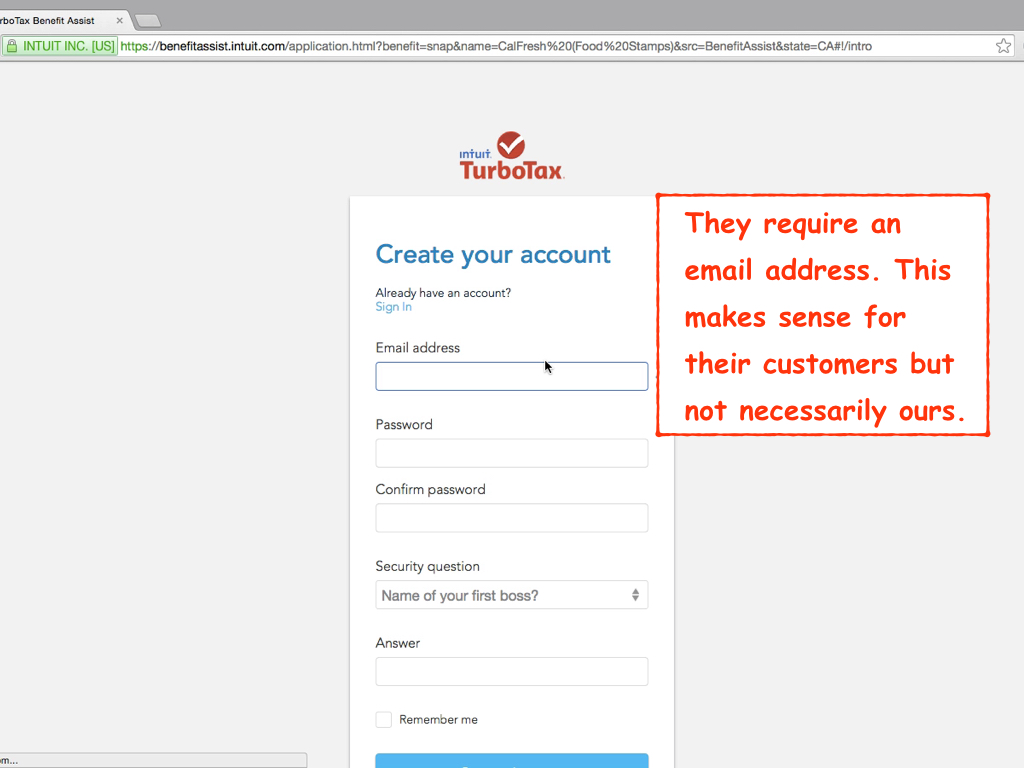 rboTax Benefit Assist
INTUIT INC. [US] https://benefitassist.intuit.com/application.html?benefit=snap&name=CalFresh%20(Food%20Stamps)&src=BenefitAssist&state=CA#!/intro
intuit
TurboTax.
Create your account
Already have an account?
Sign In
Email address
Password
Confirm password
Security question
Name of your first boss?
Answer
Remember me
They require an
email address. This
makes sense for
their customers but
not necessarily ours.
om...